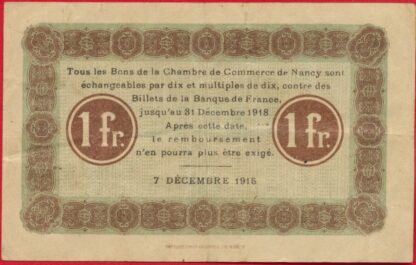 Tous les Bons de la Chambre de Commerce de Nancy sont
échangeables par dix et multiples de dix, contre des
Billets de la Banque de France,
jusqu'au 31 Décembre 1918
Après cette date,
le remboursement
n'en pourra plus être exigé.
1 fr.
1 fr.
7 DÉCEMBRE 1915